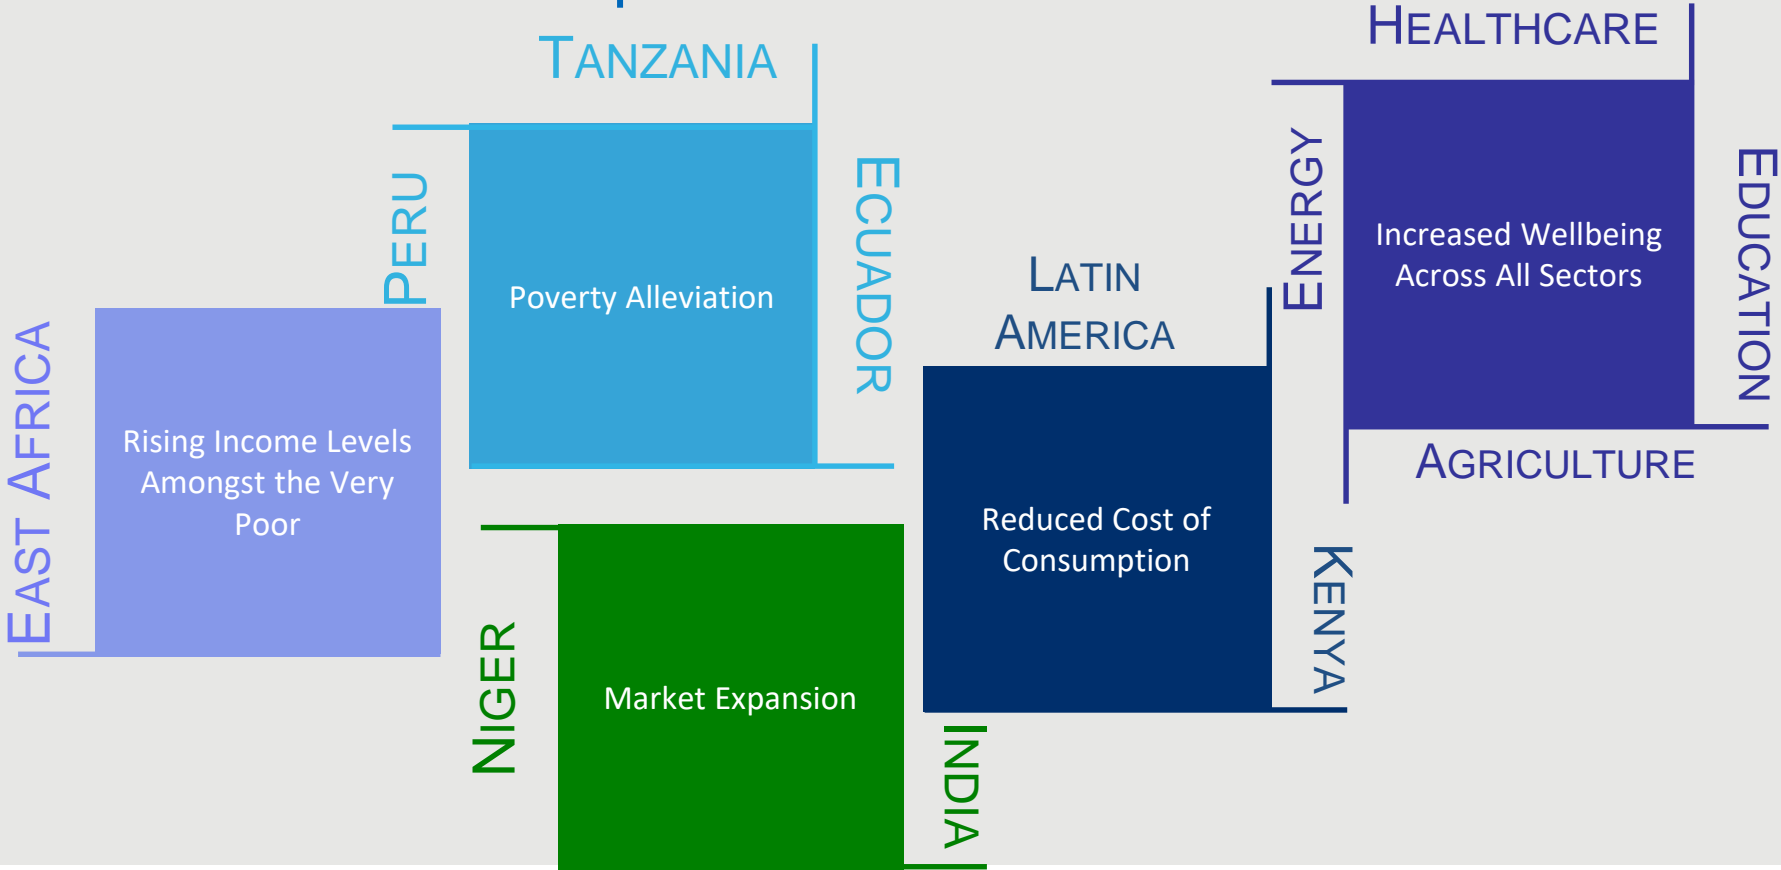 EAST AFRICA
Rising Income Levels
Amongst the Very
Poor
TANZANIA
PERU
Poverty Alleviation
ECUADOR
NIGER
Market Expansion
INDIA
LATIN
AMERICA
Reduced Cost of
Consumption
KENYA
HEALTHCARE
ENERGY
Increased Wellbeing
Across All Sectors
EDUCATION
AGRICULTURE